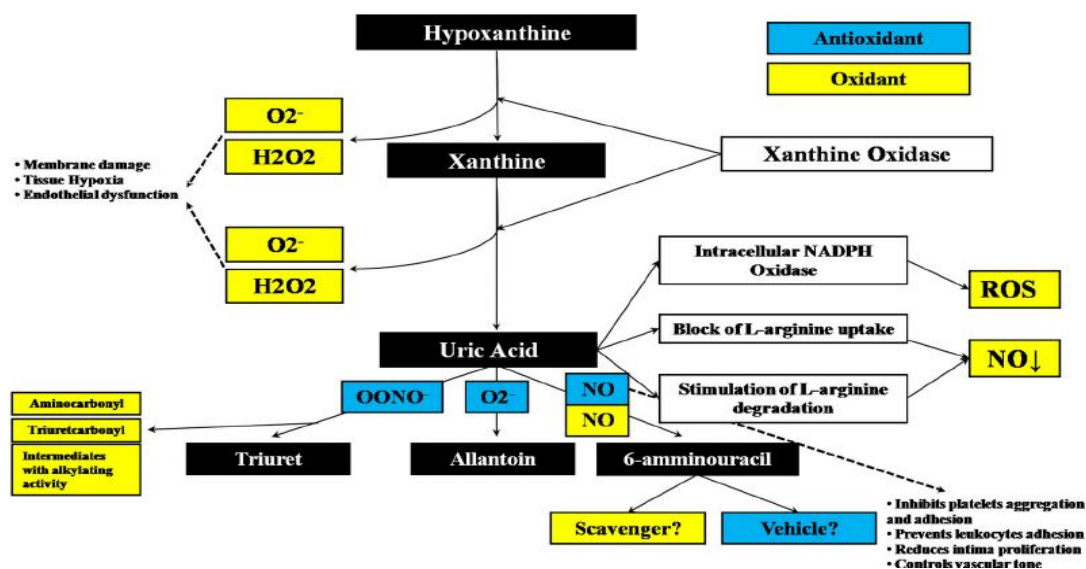 Hypoxanthine
Antioxidant
Oxidant
O2⁻
H2O2
• Membrane damage
• Tissue Hypoxia
• Endothelial dysfunction
Xanthine
Xanthine Oxidase
O2⁻
H2O2
Intracellular NADPH
Oxidase
ROS
Block of L-arginine uptake
Uric Acid
NO↓
Stimulation of L-arginine
degradation
OONO⁻
O2⁻
NO
NO
Aminocarbonyl
Triuretcarbonyl
Intermediates
with alkylating
activity
Triuret
Allantoin
6-amminouracil
Scavenger?
Vehicle?
• Inhibits platelets aggregation
and adhesion
• Prevents leukocytes adhesion
• Reduces intima proliferation
• Controls vascular tone